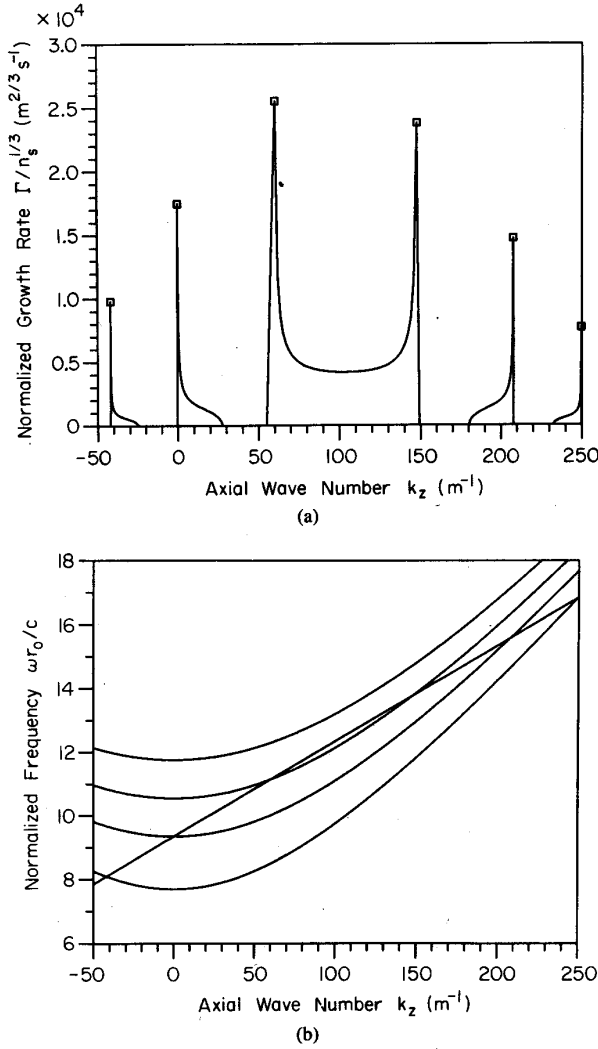 × 10⁴
Normalized Growth Rate Γ/nₛ^1/3 (m^2/3 s⁻¹)
3.0
2.5
2.0
1.5
1.0
0.5
0
-50 0 50 100 150 200 250
Axial Wave Number k_z (m⁻¹)
(a)
Normalized Frequency ωr₀/c
18
16
14
12
10
8
6
-50 0 50 100 150 200 250
Axial Wave Number k_z (m⁻¹)
(b)